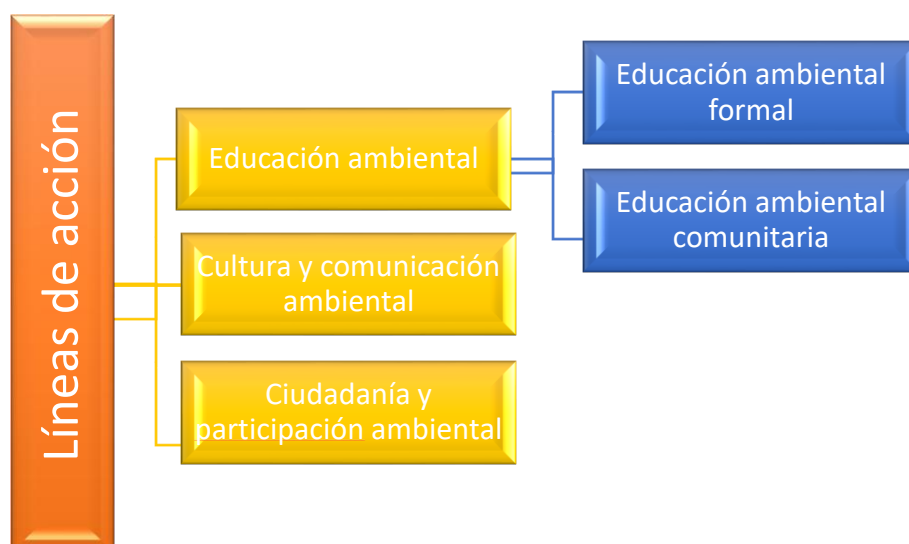 Líneas de acción
Educación ambiental
Cultura y comunicación
ambiental
Ciudadanía y
participación ambiental
Educación ambiental
formal
Educación ambiental
comunitaria